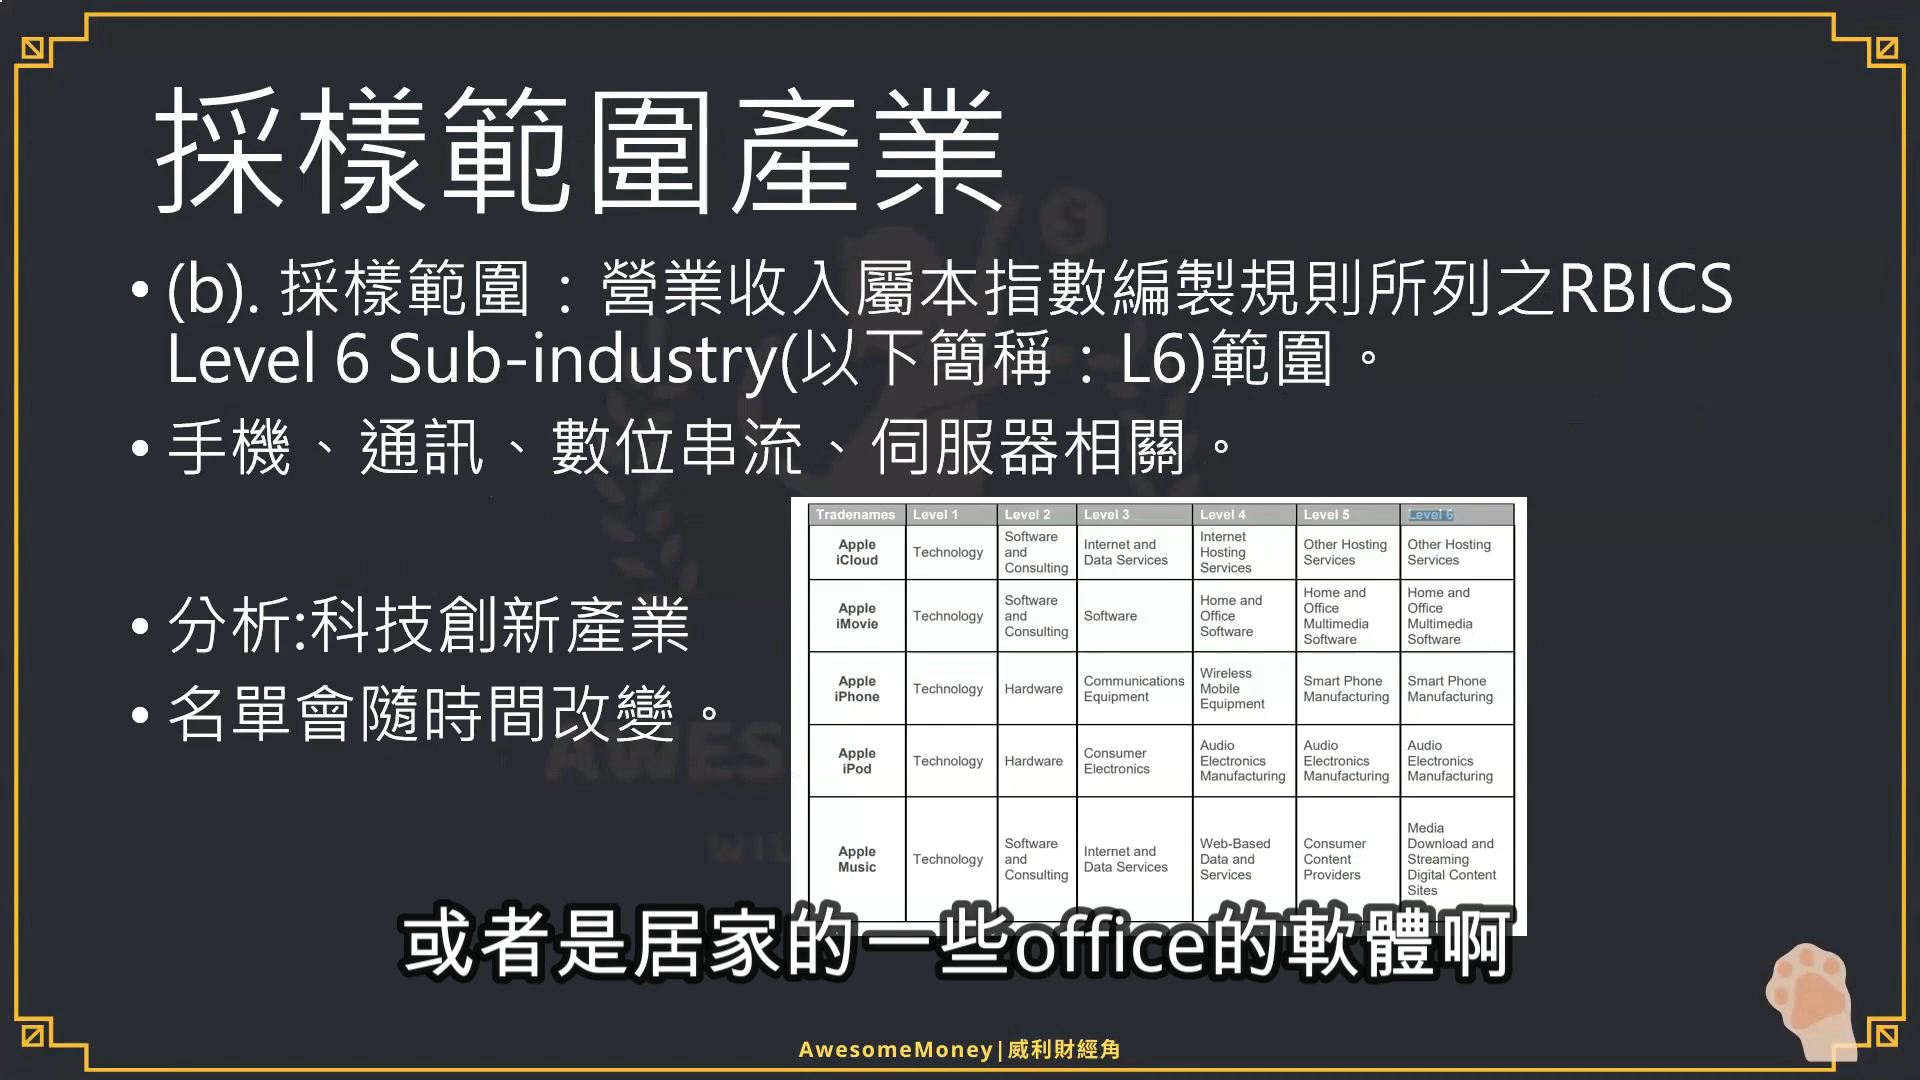 採樣範圍產業
• (b). 採樣範圍：營業收入屬本指數編製規則所列之RBICS
Level 6 Sub-industry(以下簡稱：L6)範圍。
• 手機、通訊、數位串流、伺服器相關。
• 分析:科技創新產業
• 名單會隨時間改變。
Tradenames Level 1 Level 2 Level 3 Level 4 Level 5 Level 6
Apple iCloud Technology Software and Consulting Internet and Data Services Internet Hosting Services Other Hosting Services Other Hosting Services
Apple iMovie Technology Software and Consulting Software Home and Office Software Home and Office Multimedia Software Home and Office Multimedia Software
Apple iPhone Technology Hardware Communications Equipment Wireless Mobile Equipment Smart Phone Manufacturing Smart Phone Manufacturing
Apple iPod Technology Hardware Consumer Electronics Audio Electronics Manufacturing Audio Electronics Manufacturing Audio Electronics Manufacturing
Apple Music Technology Software and Consulting Internet and Data Services Web-Based Data and Services Consumer Content Providers Media Download and Streaming Digital Content Sites
AWES
WIL
或者是居家的一些office的軟體啊
AwesomeMoney|威利財經角